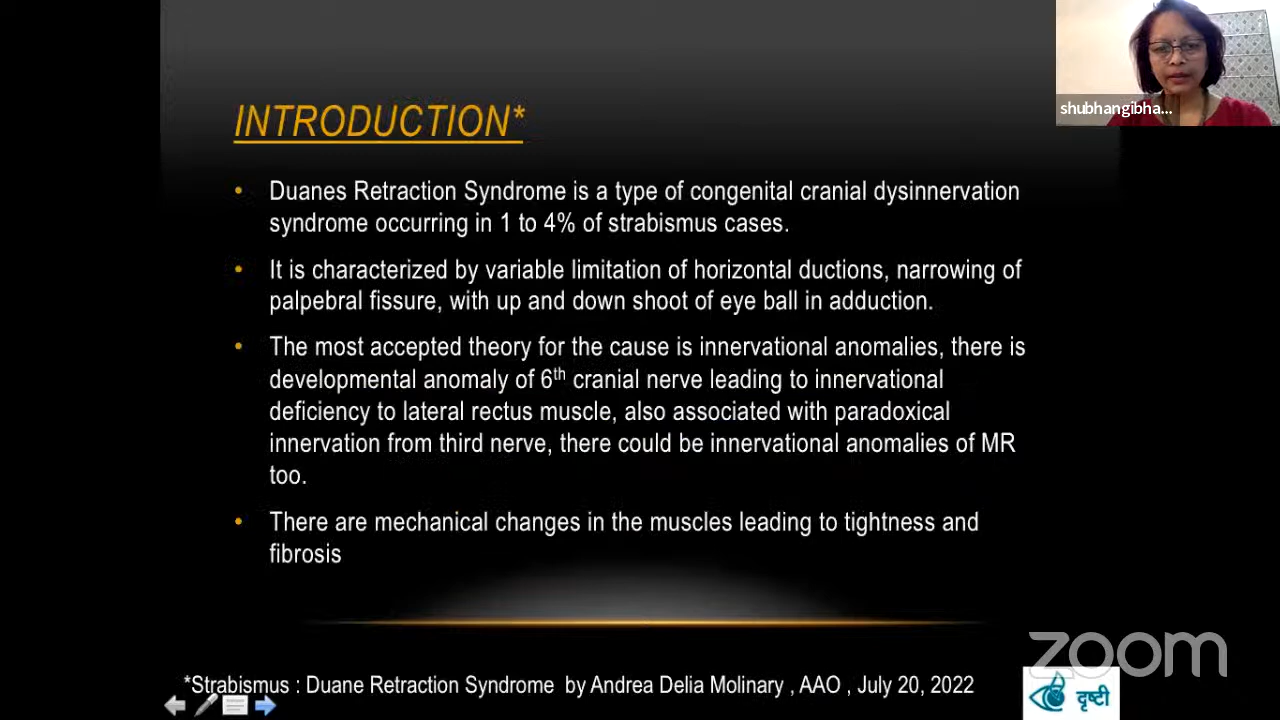 shubhangibha...
INTRODUCTION*
• Duanes Retraction Syndrome is a type of congenital cranial dysinnervation
syndrome occurring in 1 to 4% of strabismus cases.
• It is characterized by variable limitation of horizontal ductions, narrowing of
palpebral fissure, with up and down shoot of eye ball in adduction.
• The most accepted theory for the cause is innervational anomalies, there is
developmental anomaly of 6th cranial nerve leading to innervational
deficiency to lateral rectus muscle, also associated with paradoxical
innervation from third nerve, there could be innervational anomalies of MR
too.
• There are mechanical changes in the muscles leading to tightness and
fibrosis
zoom
*Strabismus : Duane Retraction Syndrome by Andrea Delia Molinary , AAO , July 20, 2022
दृष्टी